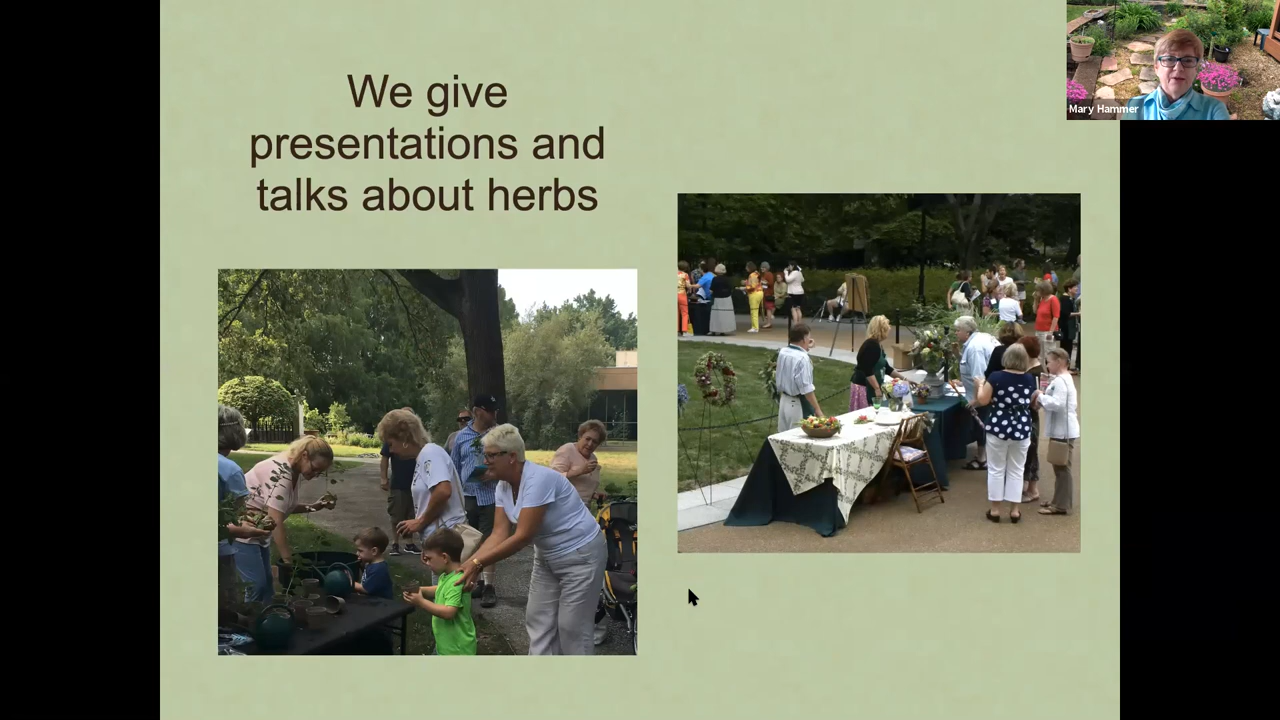 We give
presentations and
talks about herbs
Mary Hammer